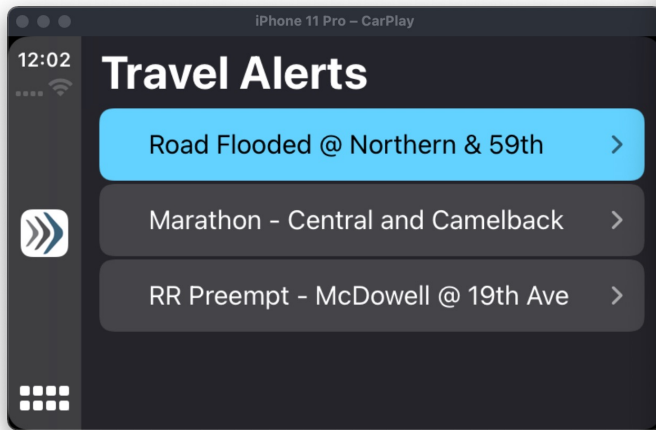 iPhone 11 Pro – CarPlay
12:02
Travel Alerts
Road Flooded @ Northern & 59th
Marathon - Central and Camelback
RR Preempt - McDowell @ 19th Ave